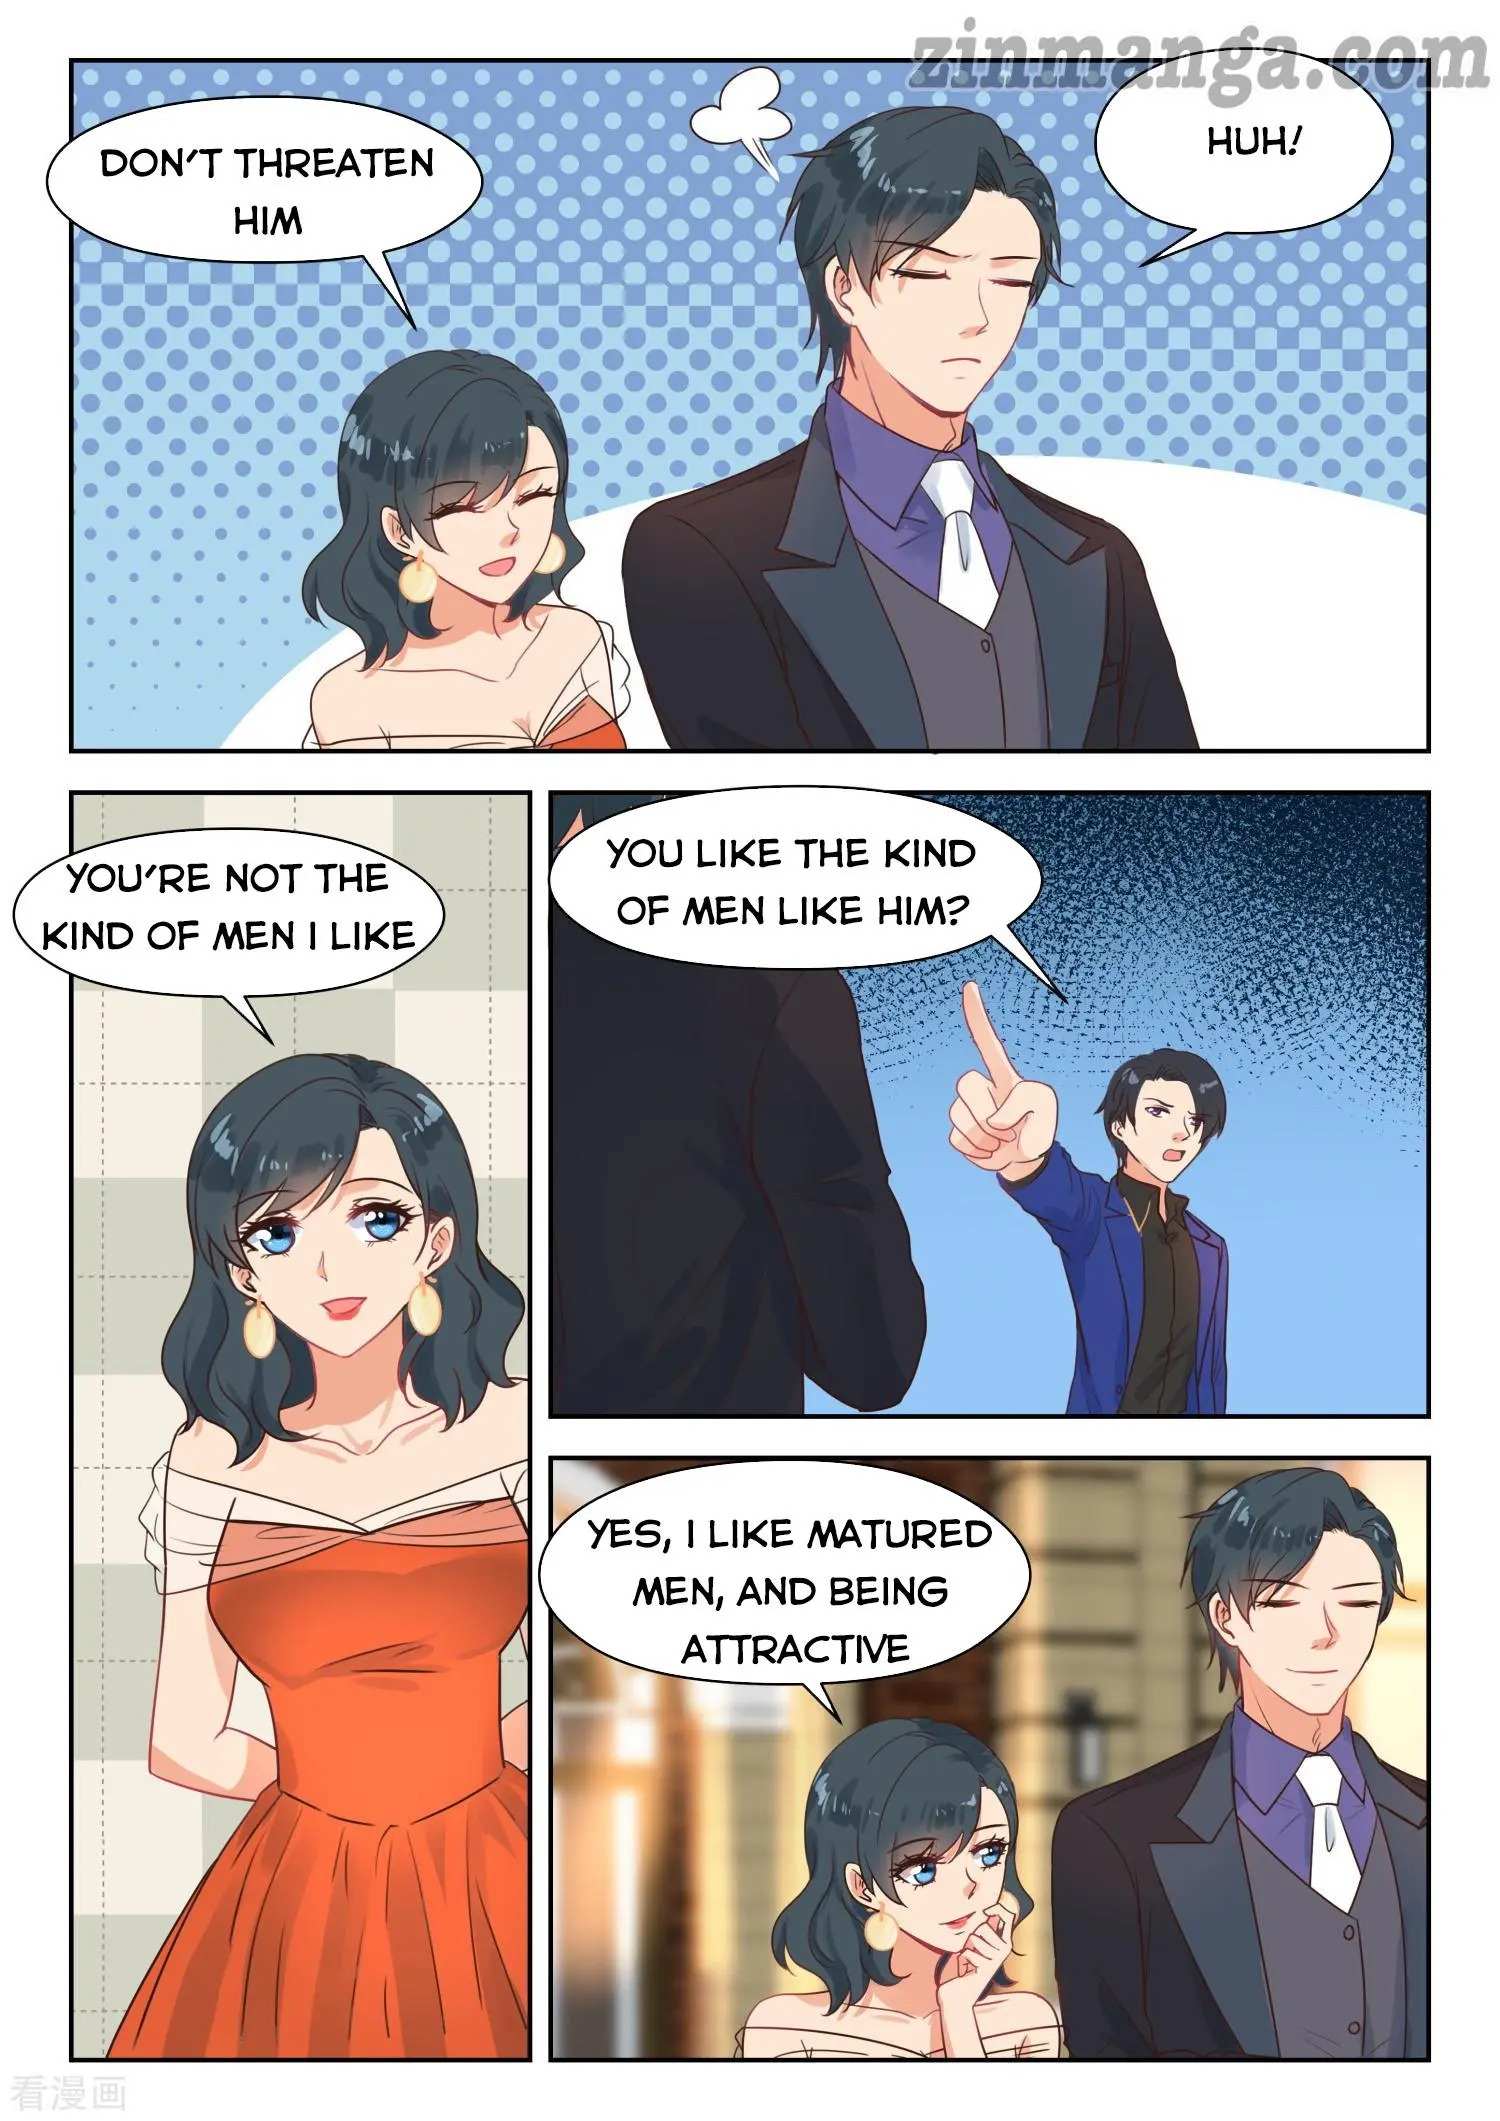 zinmanga.com
DON'T THREATEN
HIM
HUH!
YOU'RE NOT THE
KIND OF MEN I LIKE
YOU LIKE THE KIND
OF MEN LIKE HIM?
YES, I LIKE MATURED
MEN, AND BEING
ATTRACTIVE
看漫画